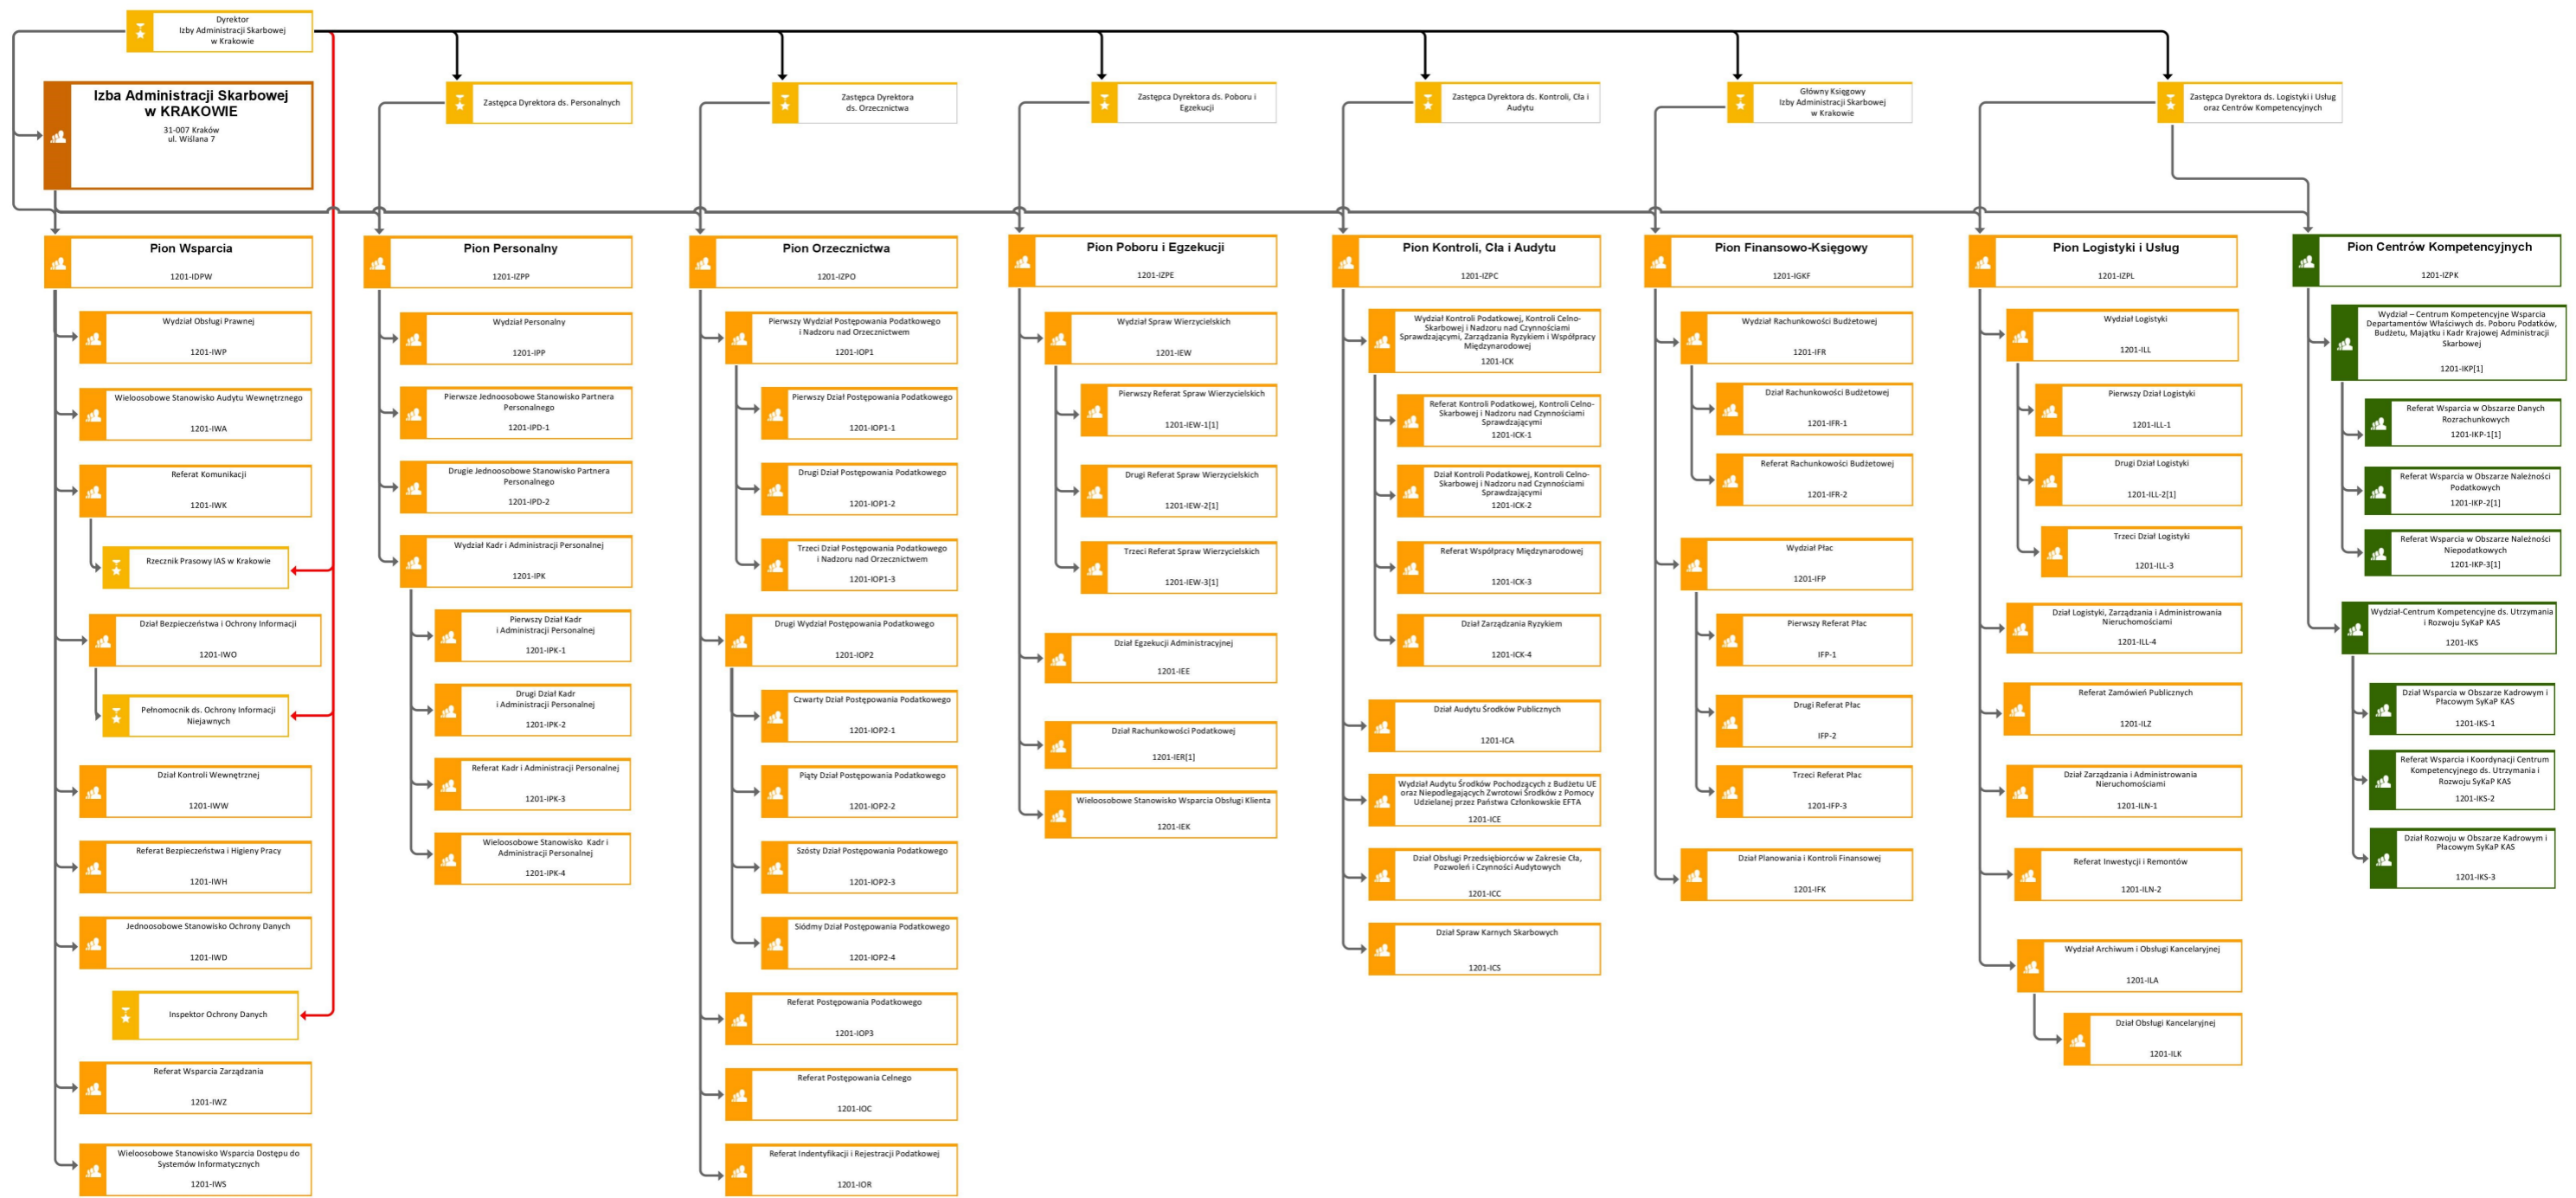 Dyrektor
Izby Administracji Skarbowej
w Krakowie
Izba Administracji Skarbowej
w KRAKOWIE
31-007 Kraków
ul. Wiślana 7
Zastępca Dyrektora ds. Personalnych
Zastępca Dyrektora
ds. Orzecznictwa
Zastępca Dyrektora ds. Poboru i
Egzekucji
Zastępca Dyrektora ds. Kontroli, Cła i
Audytu
Główny Księgowy
Izby Administracji Skarbowej
w Krakowie
Zastępca Dyrektora ds. Logistyki i Usług
oraz Centrów Kompetencyjnych
Pion Wsparcia
1201-IDPW
Wydział Obsługi Prawnej
1201-IWP
Wieloosobowe Stanowisko Audytu Wewnętrznego
1201-IWA
Referat Komunikacji
1201-IWK
Rzecznik Prasowy IAS w Krakowie
Dział Bezpieczeństwa i Ochrony Informacji
1201-IWO
Pełnomocnik ds. Ochrony Informacji
Niejawnych
Dział Kontroli Wewnętrznej
1201-IWW
Referat Bezpieczeństwa i Higieny Pracy
1201-IWH
Jednoosobowe Stanowisko Ochrony Danych
1201-IWD
Inspektor Ochrony Danych
Referat Wsparcia Zarządzania
1201-IWZ
Wieloosobowe Stanowisko Wsparcia Dostępu do
Systemów Informatycznych
1201-IWS
Pion Personalny
1201-IZPP
Wydział Personalny
1201-IPP
Pierwsze Jednoosobowe Stanowisko Partnera
Personalnego
1201-IPD-1
Drugie Jednoosobowe Stanowisko Partnera
Personalnego
1201-IPD-2
Wydział Kadr i Administracji Personalnej
1201-IPK
Pierwszy Dział Kadr
i Administracji Personalnej
1201-IPK-1
Drugi Dział Kadr
i Administracji Personalnej
1201-IPK-2
Referat Kadr i Administracji Personalnej
1201-IPK-3
Wieloosobowe Stanowisko Kadr i
Administracji Personalnej
1201-IPK-4
Pion Orzecznictwa
1201-IZPO
Pierwszy Wydział Postępowania Podatkowego
i Nadzoru nad Orzecznictwem
1201-IOP1
Pierwszy Dział Postępowania Podatkowego
1201-IOP1-1
Drugi Dział Postępowania Podatkowego
1201-IOP1-2
Trzeci Dział Postępowania Podatkowego
i Nadzoru nad Orzecznictwem
1201-IOP1-3
Drugi Wydział Postępowania Podatkowego
1201-IOP2
Czwarty Dział Postępowania Podatkowego
1201-IOP2-1
Piąty Dział Postępowania Podatkowego
1201-IOP2-2
Szósty Dział Postępowania Podatkowego
1201-IOP2-3
Siódmy Dział Postępowania Podatkowego
1201-IOP2-4
Referat Postępowania Podatkowego
1201-IOP3
Referat Postępowania Celnego
1201-IOC
Referat Indentyfikacji i Rejestracji Podatkowej
1201-IOR
Pion Poboru i Egzekucji
1201-IZPE
Wydział Spraw Wierzycielskich
1201-IEW
Pierwszy Referat Spraw Wierzycielskich
1201-IEW-1[1]
Drugi Referat Spraw Wierzycielskich
1201-IEW-2[1]
Trzeci Referat Spraw Wierzycielskich
1201-IEW-3[1]
Dział Egzekucji Administracyjnej
1201-IEE
Dział Rachunkowości Podatkowej
1201-IER[1]
Wieloosobowe Stanowisko Wsparcia Obsługi Klienta
1201-IEK
Pion Kontroli, Cła i Audytu
1201-IZPC
Wydział Kontroli Podatkowej, Kontroli Celno-
Skarbowej i Nadzoru nad Czynnościami
Sprawdzającymi, Zarządzania Ryzykiem i Współpracy
Międzynarodowej
1201-ICK
Referat Kontroli Podatkowej, Kontroli Celno-
Skarbowej i Nadzoru nad Czynnościami
Sprawdzającymi
1201-ICK-1
Dział Kontroli Podatkowej, Kontroli Celno-
Skarbowej i Nadzoru nad Czynnościami
Sprawdzającymi
1201-ICK-2
Referat Współpracy Międzynarodowej
1201-ICK-3
Dział Zarządzania Ryzykiem
1201-ICK-4
Dział Audytu Środków Publicznych
1201-ICA
Wydział Audytu Środków Pochodzących z Budżetu UE
oraz Niepodlegających Zwrotowi Środków z Pomocy
Udzielanej przez Państwa Członkowskie EFTA
1201-ICE
Dział Obsługi Przedsiębiorców w Zakresie Cła,
Pozwoleń i Czynności Audytowych
1201-ICC
Dział Spraw Karnych Skarbowych
1201-ICS
Pion Finansowo-Księgowy
1201-IGKF
Wydział Rachunkowości Budżetowej
1201-IFR
Dział Rachunkowości Budżetowej
1201-IFR-1
Referat Rachunkowości Budżetowej
1201-IFR-2
Wydział Płac
1201-IFP
Pierwszy Referat Płac
IFP-1
Drugi Referat Płac
IFP-2
Trzeci Referat Płac
1201-IFP-3
Dział Planowania i Kontroli Finansowej
1201-IFK
Pion Logistyki i Usług
1201-IZPL
Wydział Logistyki
1201-ILL
Pierwszy Dział Logistyki
1201-ILL-1
Drugi Dział Logistyki
1201-ILL-2[1]
Trzeci Dział Logistyki
1201-ILL-3
Dział Logistyki, Zarządzania i Administrowania
Nieruchomościami
1201-ILL-4
Referat Zamówień Publicznych
1201-ILZ
Dział Zarządzania i Administrowania
Nieruchomościami
1201-ILN-1
Referat Inwestycji i Remontów
1201-ILN-2
Wydział Archiwum i Obsługi Kancelaryjnej
1201-ILA
Dział Obsługi Kancelaryjnej
1201-ILK
Pion Centrów Kompetencyjnych
1201-IZPK
Wydział – Centrum Kompetencyjne Wsparcia
Departamentów Właściwych ds. Poboru Podatków,
Budżetu, Majątku i Kadr Krajowej Administracji
Skarbowej
1201-IKP[1]
Referat Wsparcia w Obszarze Danych
Rozrachunkowych
1201-IKP-1[1]
Referat Wsparcia w Obszarze Należności
Podatkowych
1201-IKP-2[1]
Referat Wsparcia w Obszarze Należności
Niepodatkowych
1201-IKP-3[1]
Wydział-Centrum Kompetencyjne ds. Utrzymania
i Rozwoju SyKaP KAS
1201-IKS
Dział Wsparcia w Obszarze Kadrowym i
Płacowym SyKaP KAS
1201-IKS-1
Referat Wsparcia i Koordynacji Centrum
Kompetencyjnego ds. Utrzymania i
Rozwoju SyKaP KAS
1201-IKS-2
Dział Rozwoju w Obszarze Kadrowym i
Płacowym SyKaP KAS
1201-IKS-3